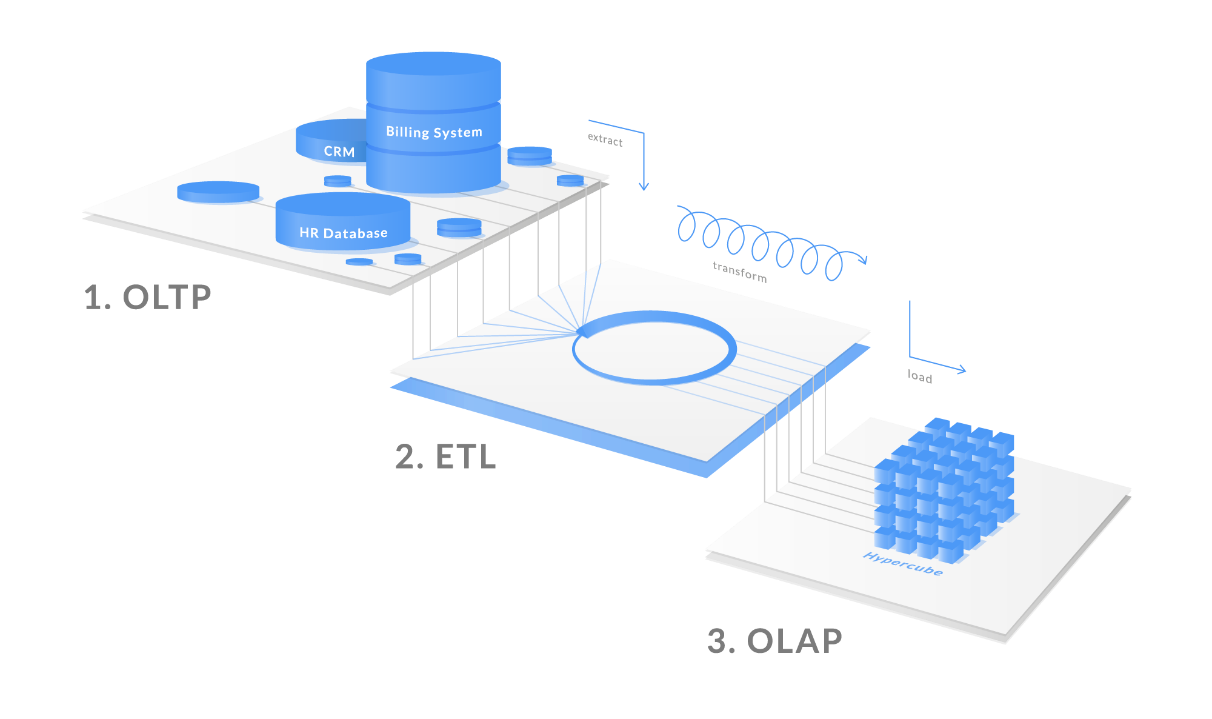 Billing System
CRM
HR Database
extract
1. OLTP
transform
load
2. ETL
Hypercube
3. OLAP